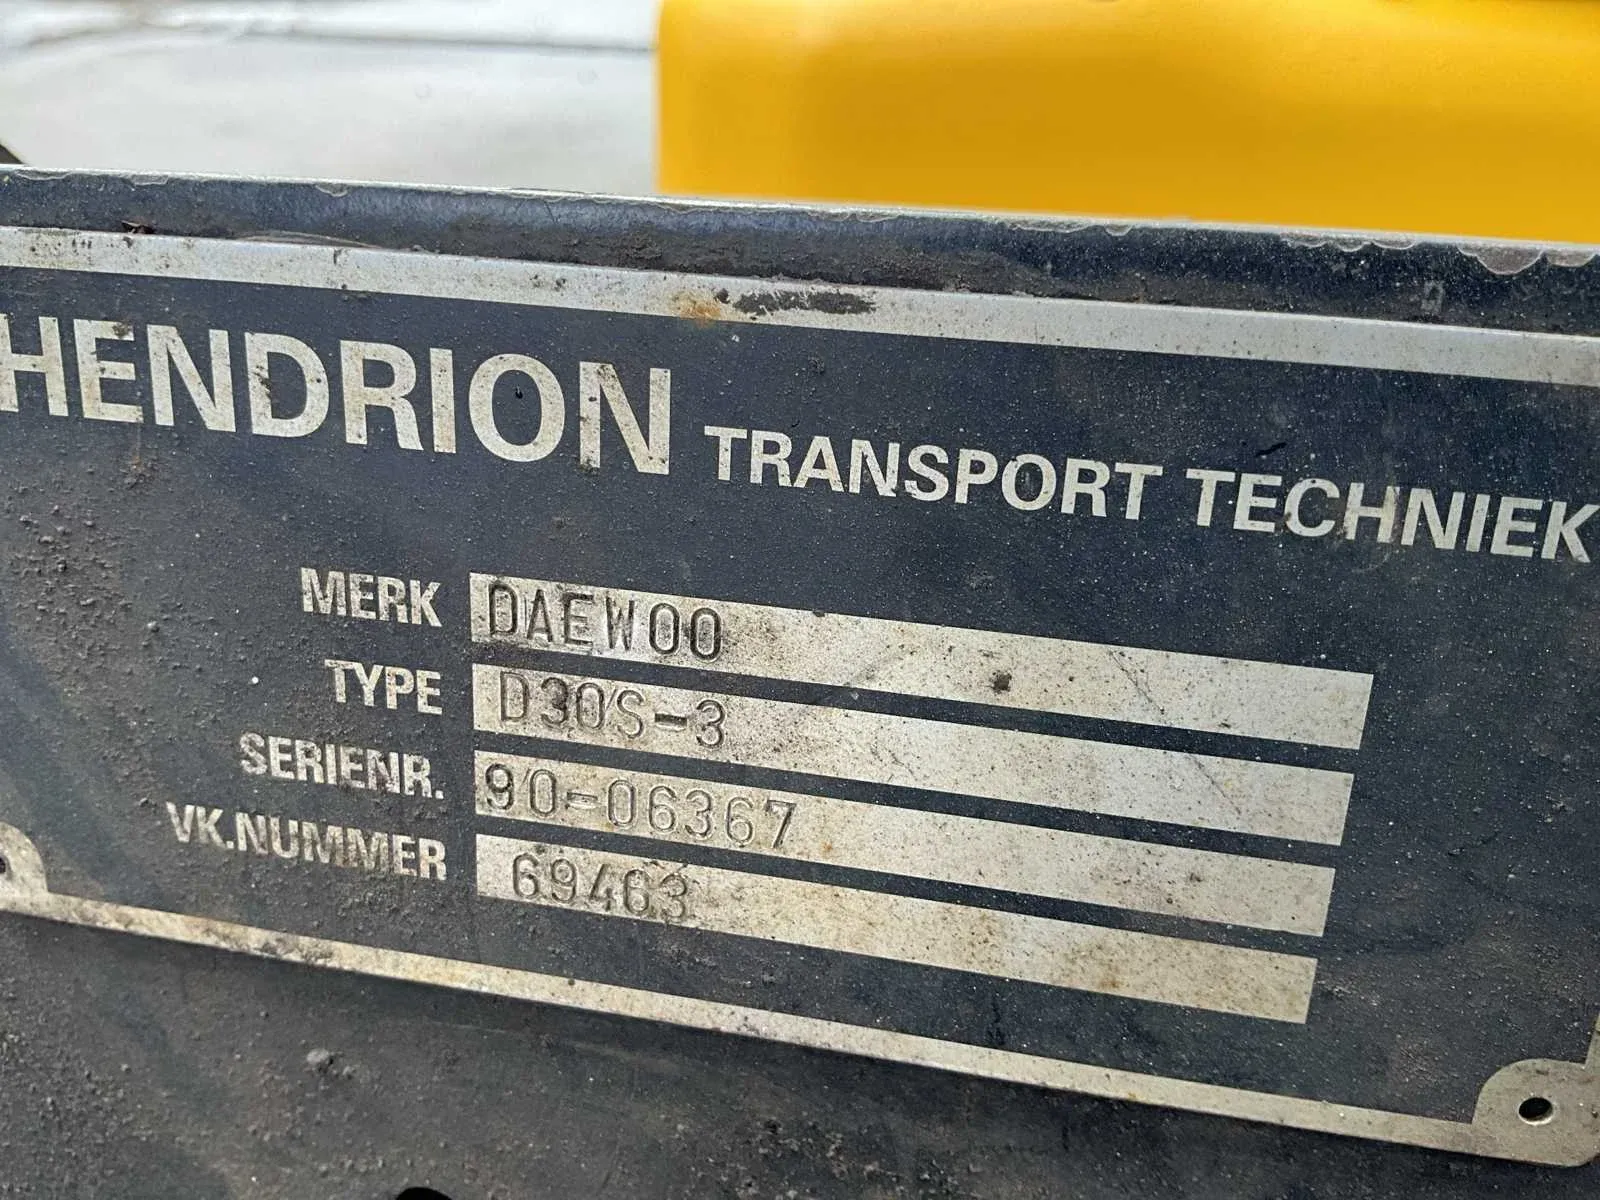 HENDRION TRANSPORT TECHNIEK
MERK DAEWOO
TYPE D30S-3
SERIENR. 90-06367
VK.NUMMER 69463